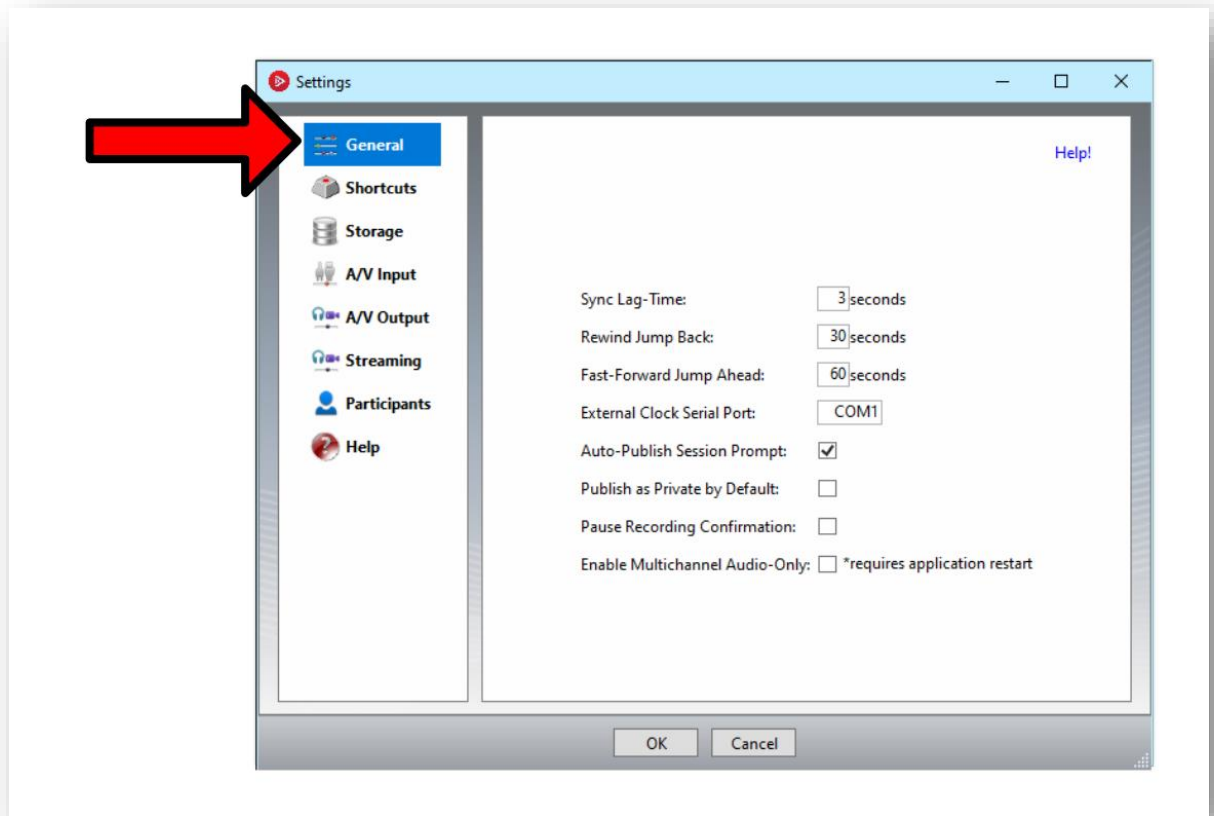 Settings
General
Help!
Shortcuts
Storage
A/V Input
A/V Output
Streaming
Participants
Help
Sync Lag-Time: 3 seconds
Rewind Jump Back: 30 seconds
Fast-Forward Jump Ahead: 60 seconds
External Clock Serial Port: COM1
Auto-Publish Session Prompt:
Publish as Private by Default:
Pause Recording Confirmation:
Enable Multichannel Audio-Only: *requires application restart
OK Cancel